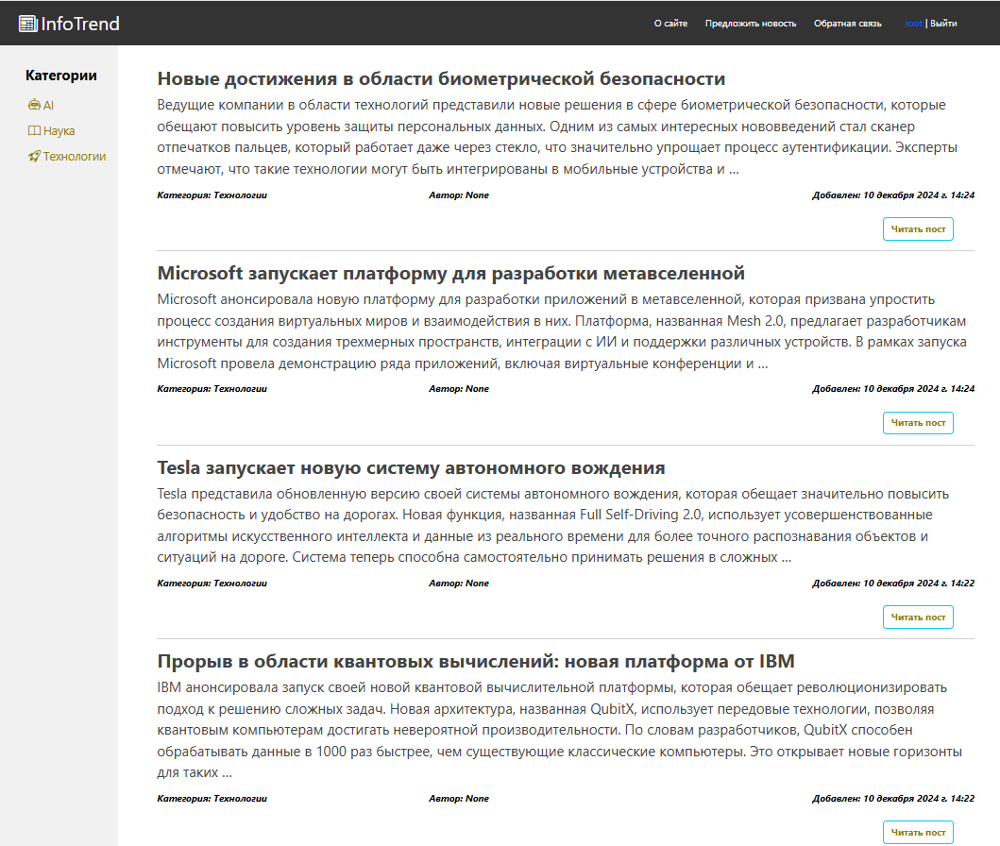 InfoTrend
О сайте Предложить новость Обратная связь root | Выйти
Категории
AI
Наука
Технологии
Новые достижения в области биометрической безопасности
Ведущие компании в области технологий представили новые решения в сфере биометрической безопасности, которые
обещают повысить уровень защиты персональных данных. Одним из самых интересных нововведений стал сканер
отпечатков пальцев, который работает даже через стекло, что значительно упрощает процесс аутентификации. Эксперты
отмечают, что такие технологии могут быть интегрированы в мобильные устройства и ...
Категория: Технологии Автор: None Добавлен: 10 декабря 2024 г. 14:24
Читать пост
Microsoft запускает платформу для разработки метавселенной
Microsoft анонсировала новую платформу для разработки приложений в метавселенной, которая призвана упростить
процесс создания виртуальных миров и взаимодействия в них. Платформа, названная Mesh 2.0, предлагает разработчикам
инструменты для создания трехмерных пространств, интеграции с ИИ и поддержки различных устройств. В рамках запуска
Microsoft провела демонстрацию ряда приложений, включая виртуальные конференции и ...
Категория: Технологии Автор: None Добавлен: 10 декабря 2024 г. 14:24
Читать пост
Tesla запускает новую систему автономного вождения
Tesla представила обновленную версию своей системы автономного вождения, которая обещает значительно повысить
безопасность и удобство на дорогах. Новая функция, названная Full Self-Driving 2.0, использует усовершенствованные
алгоритмы искусственного интеллекта и данные из реального времени для более точного распознавания объектов и
ситуаций на дороге. Система теперь способна самостоятельно принимать решения в сложных ...
Категория: Технологии Автор: None Добавлен: 10 декабря 2024 г. 14:22
Читать пост
Прорыв в области квантовых вычислений: новая платформа от IBM
IBM анонсировала запуск своей новой квантовой вычислительной платформы, которая обещает революционизировать
подход к решению сложных задач. Новая архитектура, названная QubitX, использует передовые технологии, позволяя
квантовым компьютерам достигать невероятной производительности. По словам разработчиков, QubitX способен
обрабатывать данные в 1000 раз быстрее, чем существующие классические компьютеры. Это открывает новые горизонты
для таких ...
Категория: Технологии Автор: None Добавлен: 10 декабря 2024 г. 14:22
Читать пост